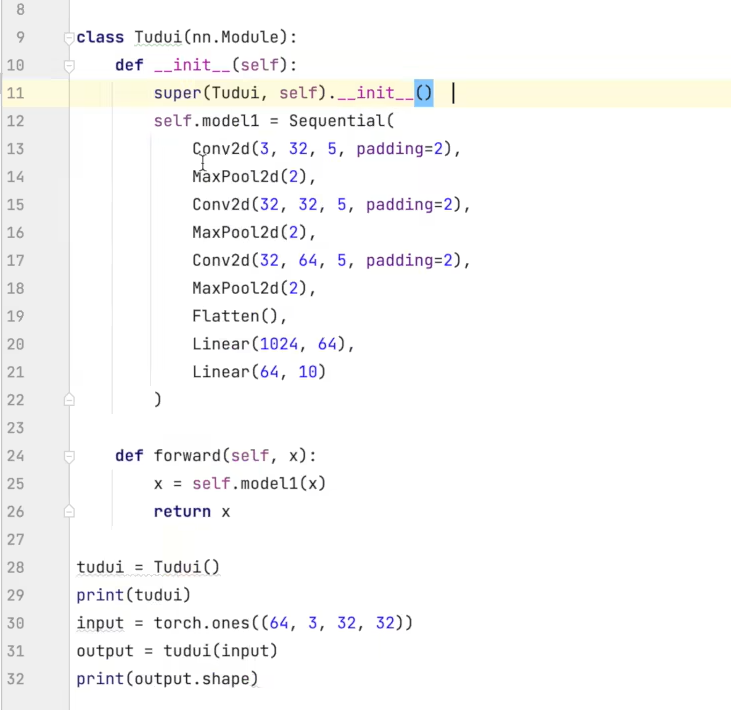 8
9 class Tudui(nn.Module):
10     def __init__(self):
11         super(Tudui, self).__init__()
12         self.model1 = Sequential(
13             Conv2d(3, 32, 5, padding=2),
14             MaxPool2d(2),
15             Conv2d(32, 32, 5, padding=2),
16             MaxPool2d(2),
17             Conv2d(32, 64, 5, padding=2),
18             MaxPool2d(2),
19             Flatten(),
20             Linear(1024, 64),
21             Linear(64, 10)
22         )
23
24     def forward(self, x):
25         x = self.model1(x)
26         return x
27
28 tudui = Tudui()
29 print(tudui)
30 input = torch.ones((64, 3, 32, 32))
31 output = tudui(input)
32 print(output.shape)